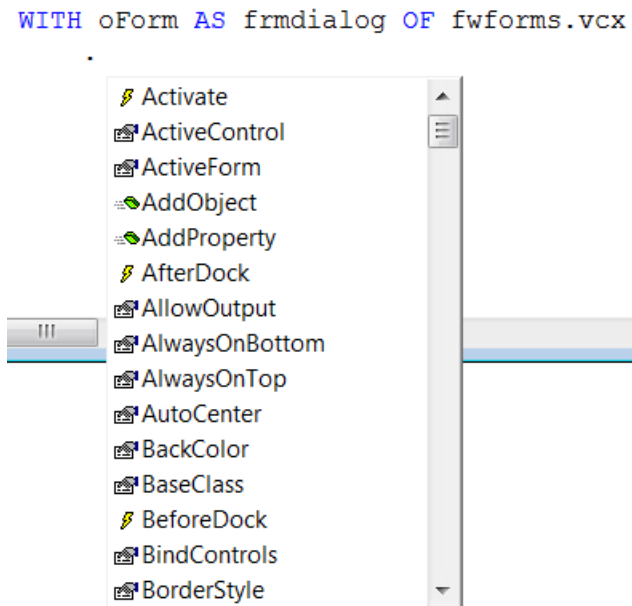 WITH oForm AS frmdialog OF fwforms.vcx
.
Activate
ActiveControl
ActiveForm
AddObject
AddProperty
AfterDock
AllowOutput
AlwaysOnBottom
AlwaysOnTop
AutoCenter
BackColor
BaseClass
BeforeDock
BindControls
BorderStyle